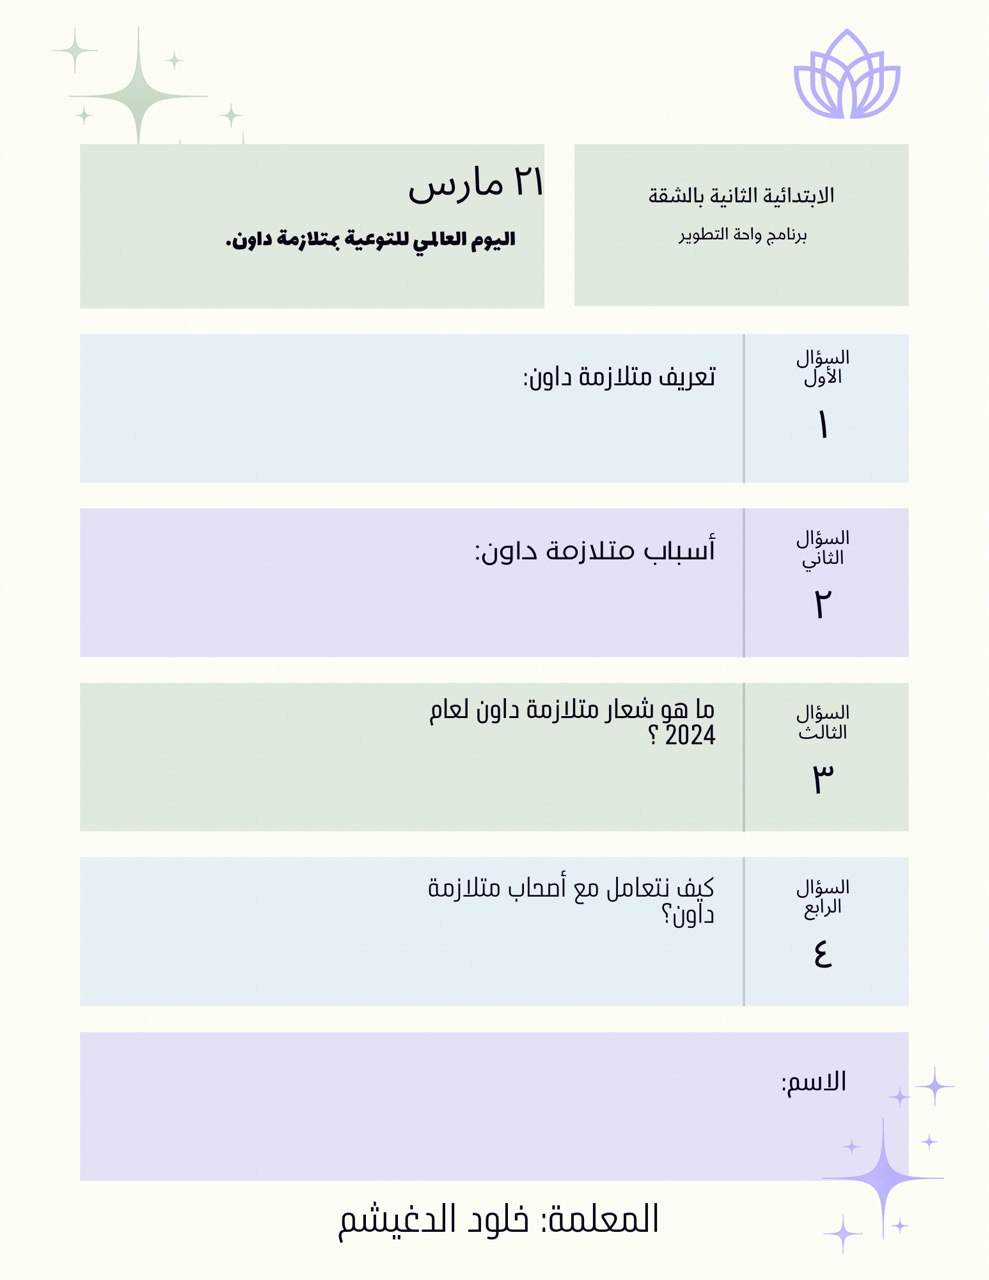 الابتدائية الثانية بالشقة
برنامج واحة التطوير
٢١ مارس
اليوم العالمي للتوعية بمتلازمة داون.
السؤال
الأول
١
تعريف متلازمة داون:
السؤال
الثاني
٢
أسباب متلازمة داون:
السؤال
الثالث
٣
ما هو شعار متلازمة داون لعام
2024 ؟
السؤال
الرابع
٤
كيف نتعامل مع أصحاب متلازمة
داون؟
الاسم:
المعلمة: خلود الدغيشم